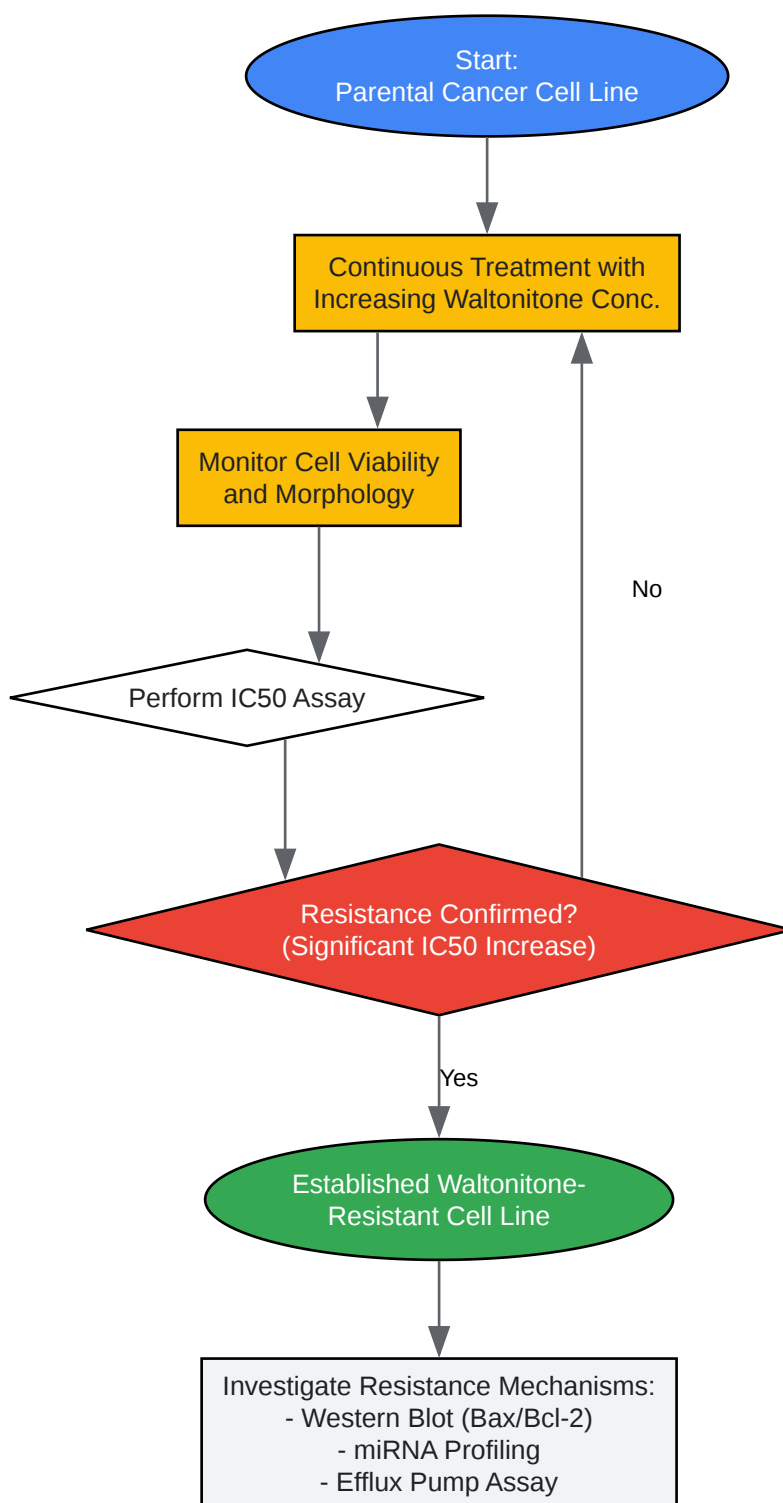 Start:
Parental Cancer Cell Line
Continuous Treatment with
Increasing Waltonitone Conc.
Monitor Cell Viability
and Morphology
No
Perform IC50 Assay
Resistance Confirmed?
(Significant IC50 Increase)
Yes
Established Waltonitone-
Resistant Cell Line
Investigate Resistance Mechanisms:
- Western Blot (Bax/Bcl-2)
- miRNA Profiling
- Efflux Pump Assay